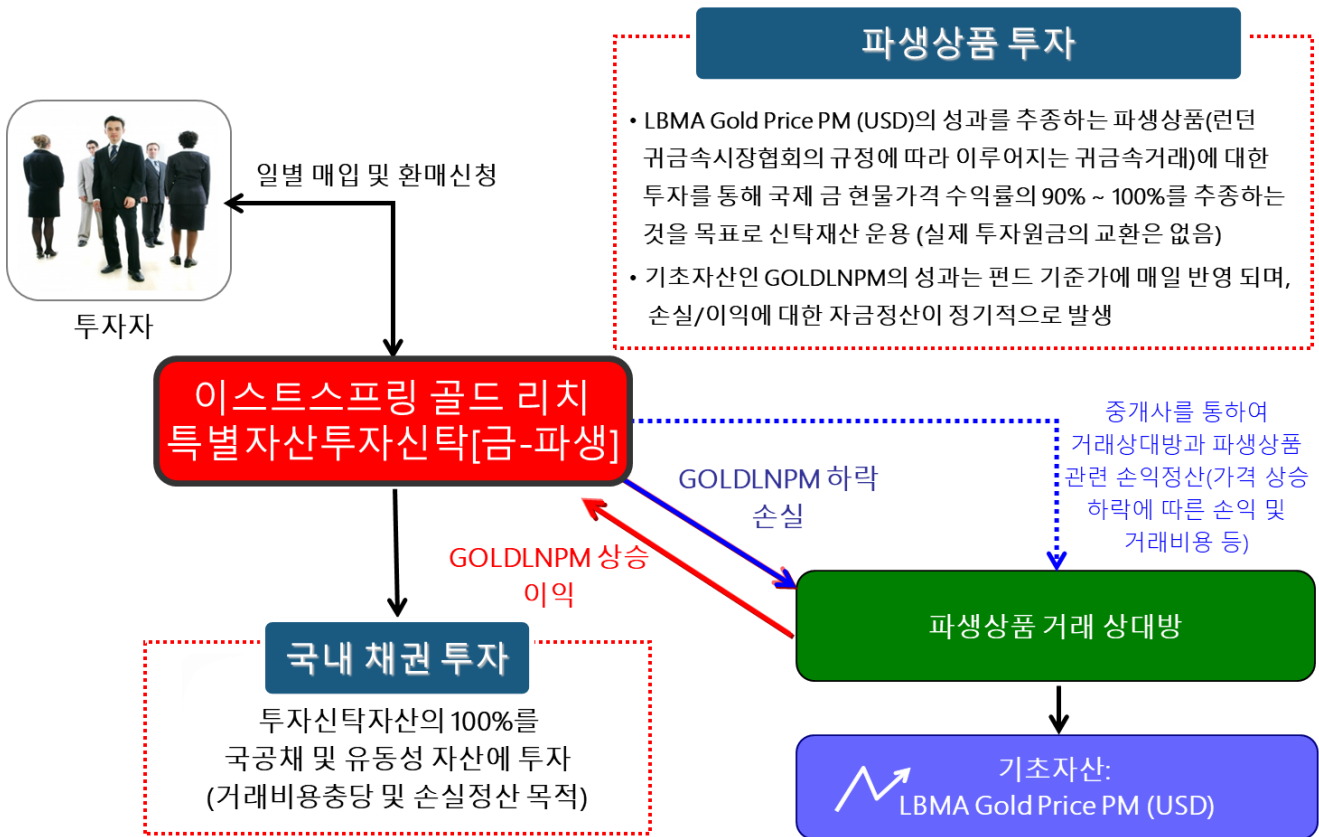 파생상품 투자
• LBMA Gold Price PM (USD)의 성과를 추종하는 파생상품(런던
귀금속시장협회의 규정에 따라 이루어지는 귀금속거래)에 대한
투자를 통해 국제 금 현물가격 수익률의 90% ~ 100%를 추종하는
것을 목표로 신탁재산 운용 (실제 투자원금의 교환은 없음)
• 기초자산인 GOLDLNPM의 성과는 펀드 기준가에 매일 반영 되며,
손실/이익에 대한 자금정산이 정기적으로 발생
일별 매입 및 환매신청
투자자
이스트스프링 골드 리치
특별자산투자신탁[금-파생]
GOLDLNPM 하락
손실
중개사를 통하여
거래상대방과 파생상품
관련 손익정산(가격 상승
하락에 따른 손익 및
거래비용 등)
GOLDLNPM 상승
이익
파생상품 거래 상대방
국내 채권 투자
투자신탁자산의 100%를
국공채 및 유동성 자산에 투자
(거래비용충당 및 손실정산 목적)
기초자산:
LBMA Gold Price PM (USD)